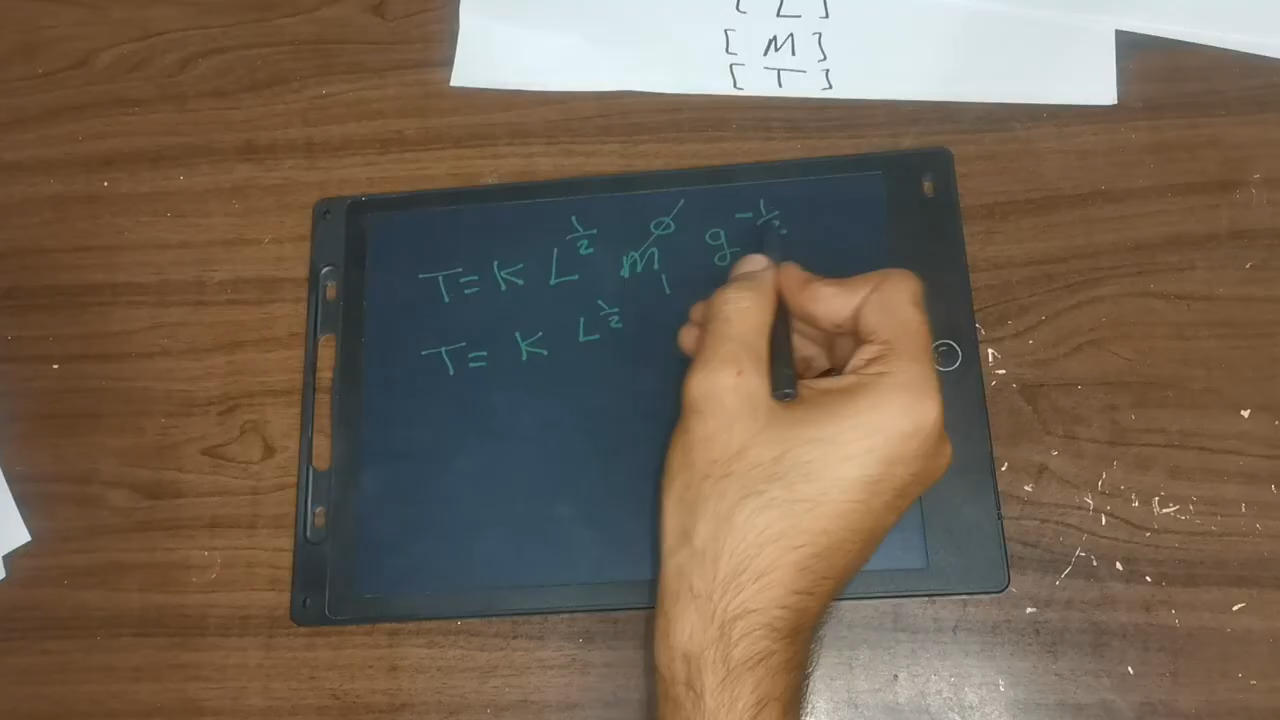 [ L ]
[ M ]
[ T ]
T = K L^{1/2} m^0 g^{-1/2}
1
T = K L^{1/2}